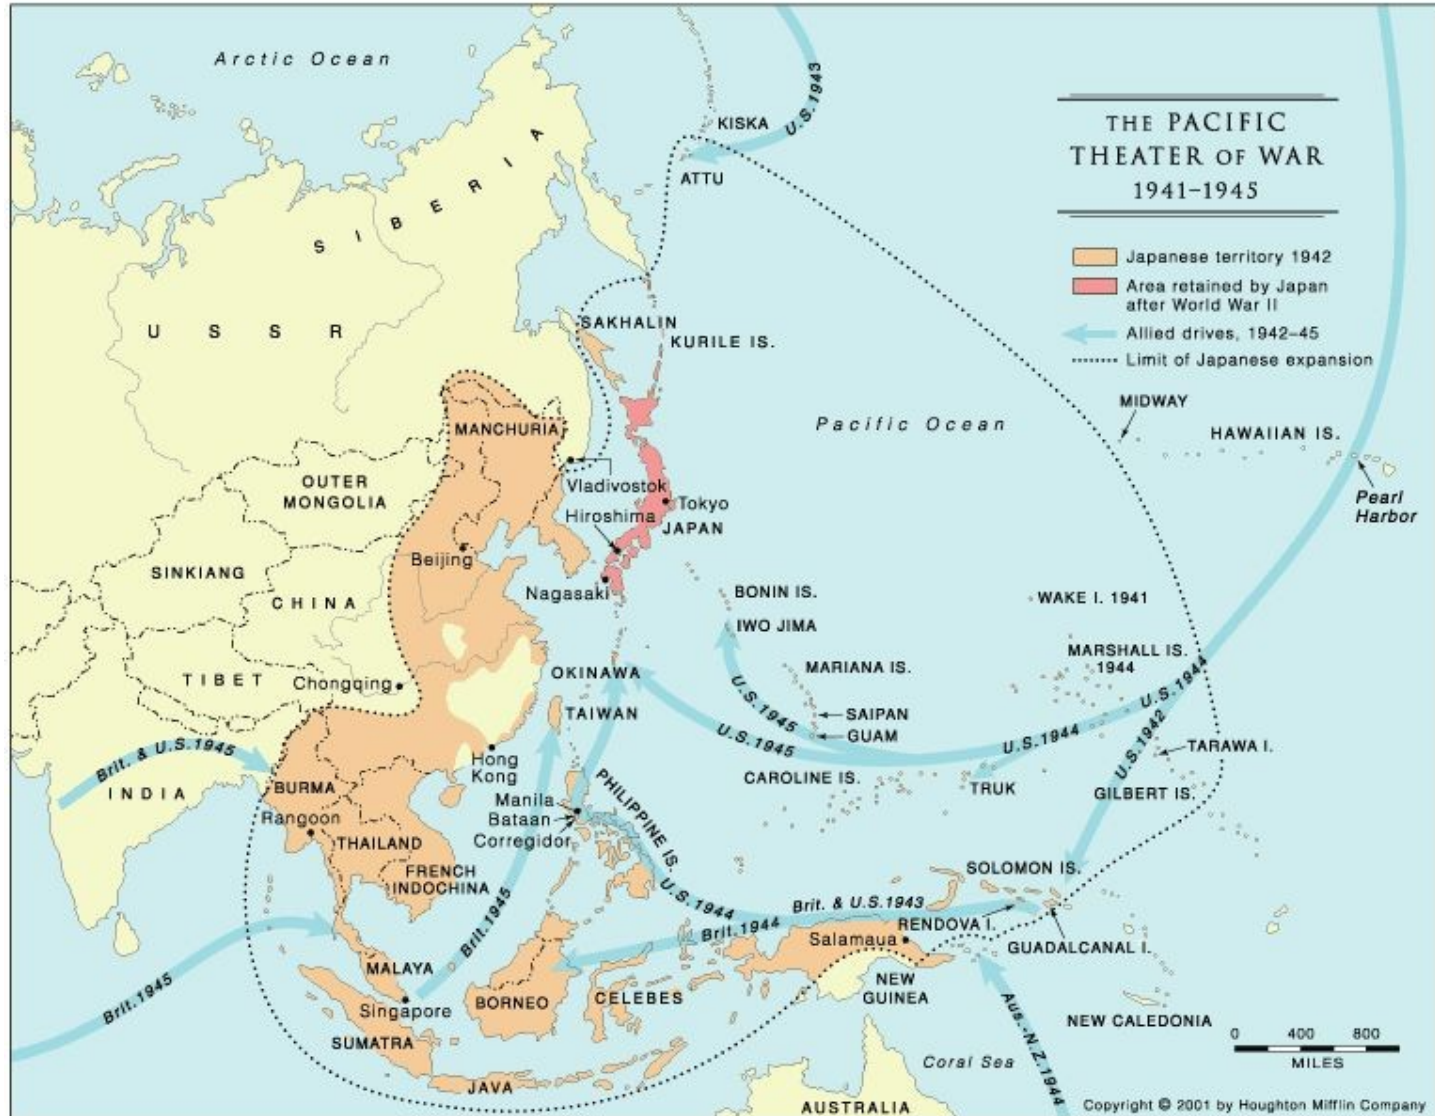 Arctic Ocean
U.S. 1943
KISKA
ATTU
THE PACIFIC
THEATER OF WAR
1941–1945
Japanese territory 1942
Area retained by Japan
after World War II
Allied drives, 1942–45
Limit of Japanese expansion
SIBERIA
USSR
SAKHALIN
KURILE IS.
MIDWAY
HAWAIIAN IS.
Pacific Ocean
MANCHURIA
OUTER
MONGOLIA
Vladivostok
Tokyo
Hiroshima
JAPAN
Pearl
Harbor
Beijing
SINKIANG
CHINA
Nagasaki
BONIN IS.
WAKE I. 1941
IWO JIMA
MARSHALL IS.
1944
MARIANA IS.
OKINAWA
TIBET
Chongqing
TAIWAN
SAIPAN
GUAM
U.S. 1945
U.S. 1945
U.S. 1944
U.S. 1944
U.S. 1942
TARAWA I.
Brit. & U.S. 1945
Hong
Kong
BURMA
INDIA
CAROLINE IS.
TRUK
GILBERT IS.
Manila
Bataan
Corregidor
PHILIPPINE IS.
Rangoon
THAILAND
FRENCH
INDOCHINA
SOLOMON IS.
U.S. 1944
Brit. & U.S. 1943
Brit. 1945
Brit. 1944
RENDOVA I.
Salamaua
GUADALCANAL I.
MALAYA
Singapore
BORNEO
CELEBES
NEW
GUINEA
Brit. 1945
SUMATRA
Aus.-N.Z. 1944
NEW CALEDONIA
0 400 800
MILES
Coral Sea
JAVA
AUSTRALIA
Copyright © 2001 by Houghton Mifflin Company